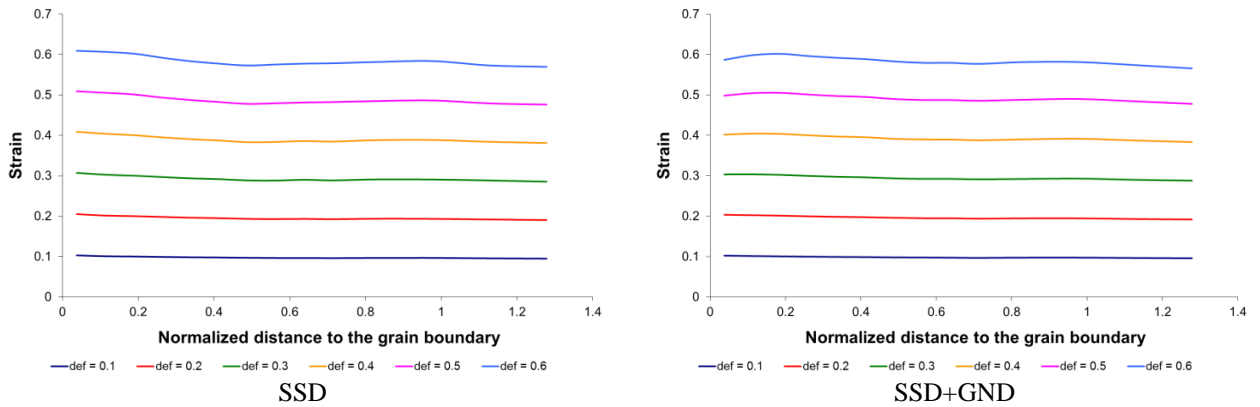 0.7
0.6
0.5
0.4
0.3
0.2
0.1
0
Strain
0 0.2 0.4 0.6 0.8 1 1.2 1.4
Normalized distance to the grain boundary
def = 0.1 def = 0.2 def = 0.3 def = 0.4 def = 0.5 def = 0.6
SSD
0.7
0.6
0.5
0.4
0.3
0.2
0.1
0
Strain
0 0.2 0.4 0.6 0.8 1 1.2 1.4
Normalized distance to the grain boundary
def = 0.1 def = 0.2 def = 0.3 def = 0.4 def = 0.5 def = 0.6
SSD+GND